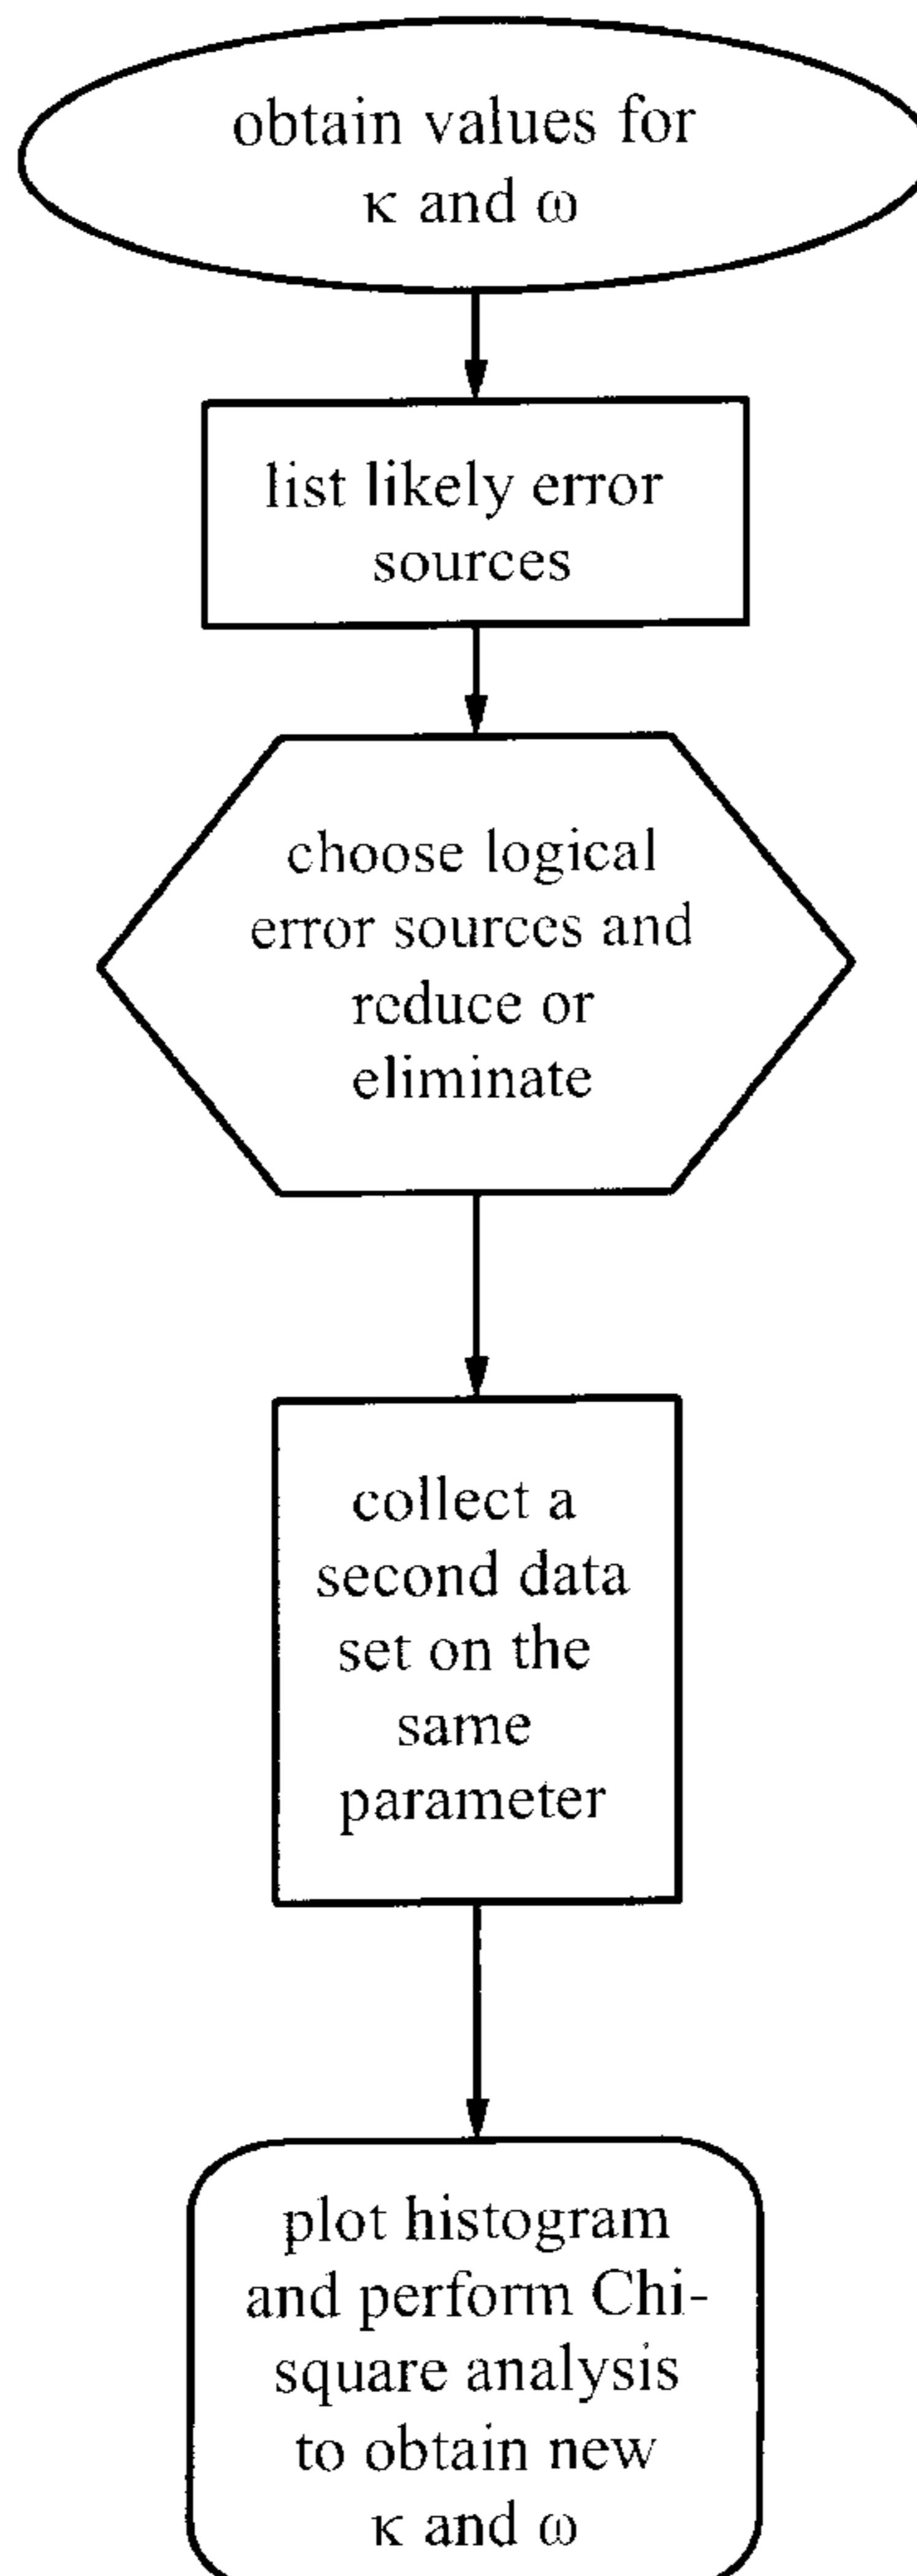 obtain values for
κ and ω
list likely error
sources
choose logical
error sources and
reduce or
eliminate
collect a
second data
set on the
same
parameter
plot histogram
and perform Chi-
square analysis
to obtain new
κ and ω